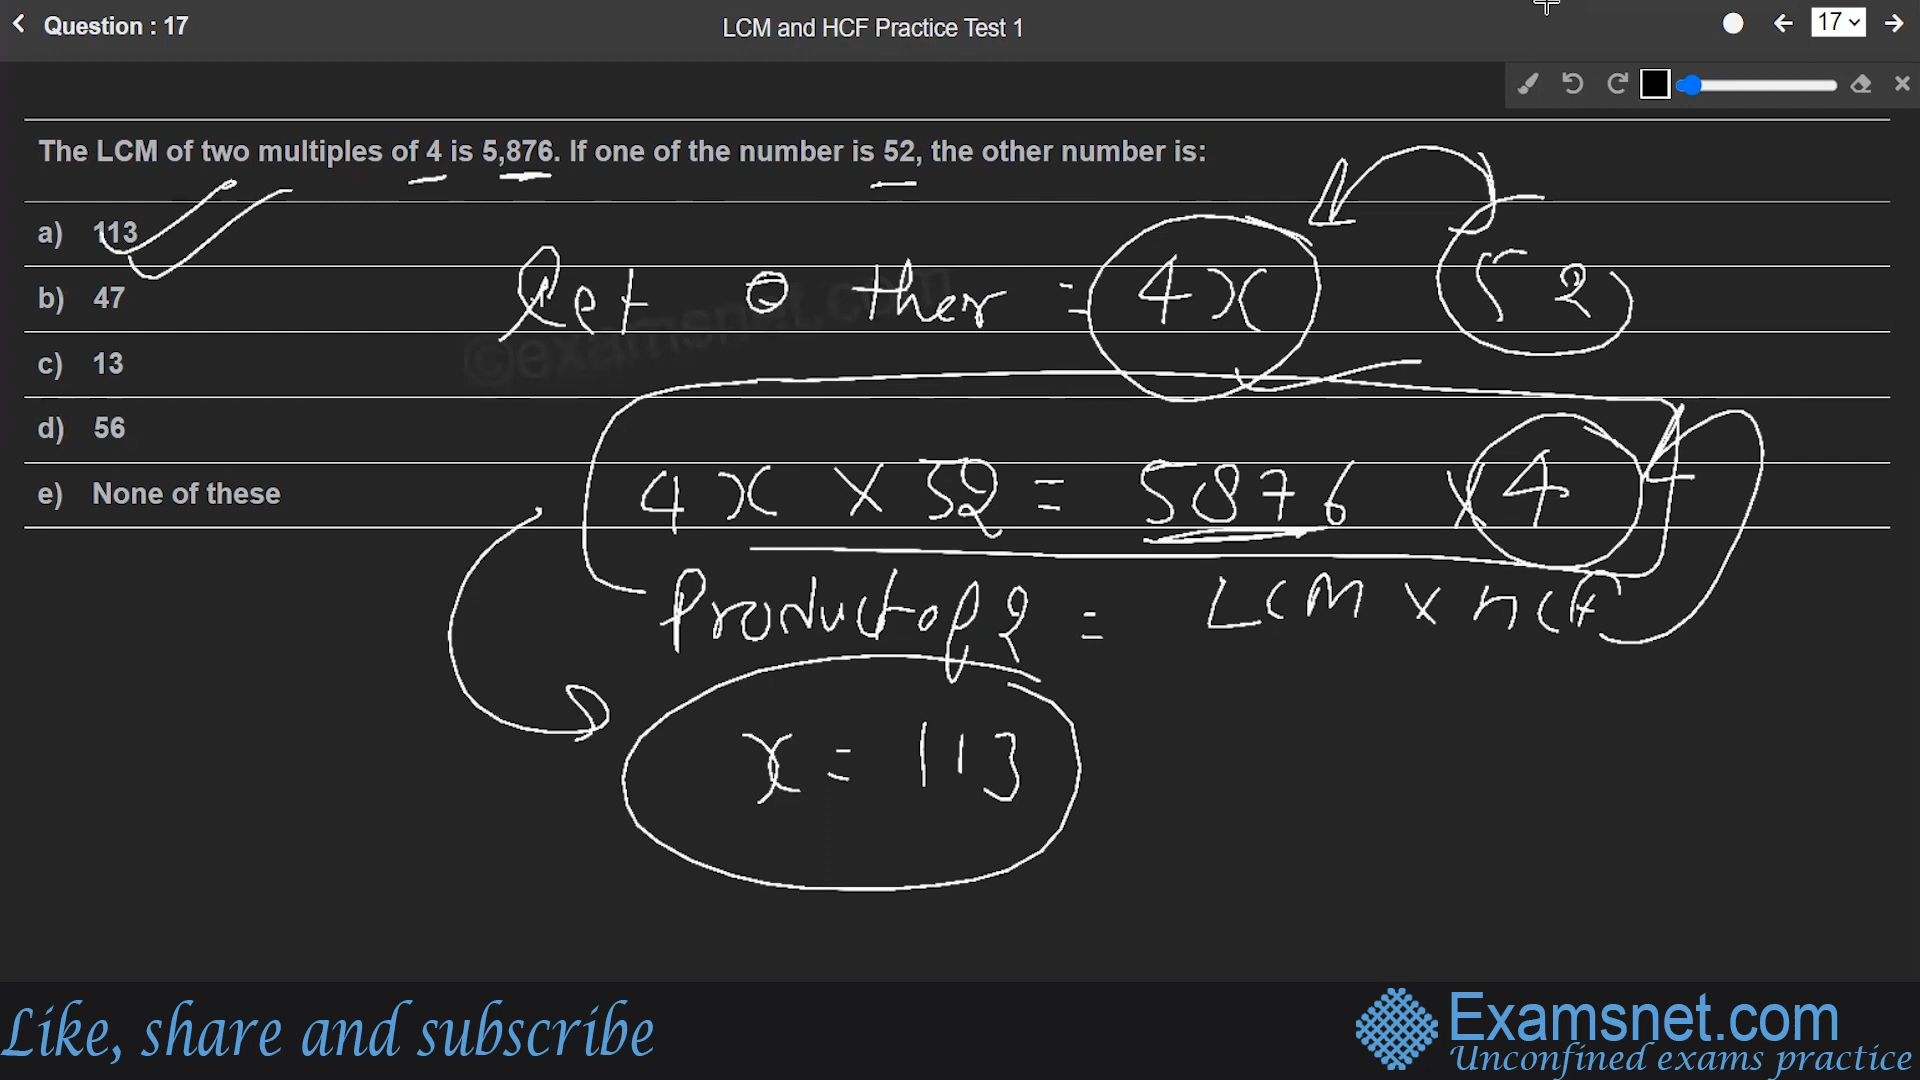 Question : 17
LCM and HCF Practice Test 1
17
The LCM of two multiples of 4 is 5,876. If one of the number is 52, the other number is:
a) 113
b) 47
c) 13
d) 56
e) None of these
©examsnet.com
let other = 4x 52
4x × 52 = 5876 × 4
Product of 2 = LCM × HCF
x = 113
Like, share and subscribe
Examsnet.com
Unconfined exams practice